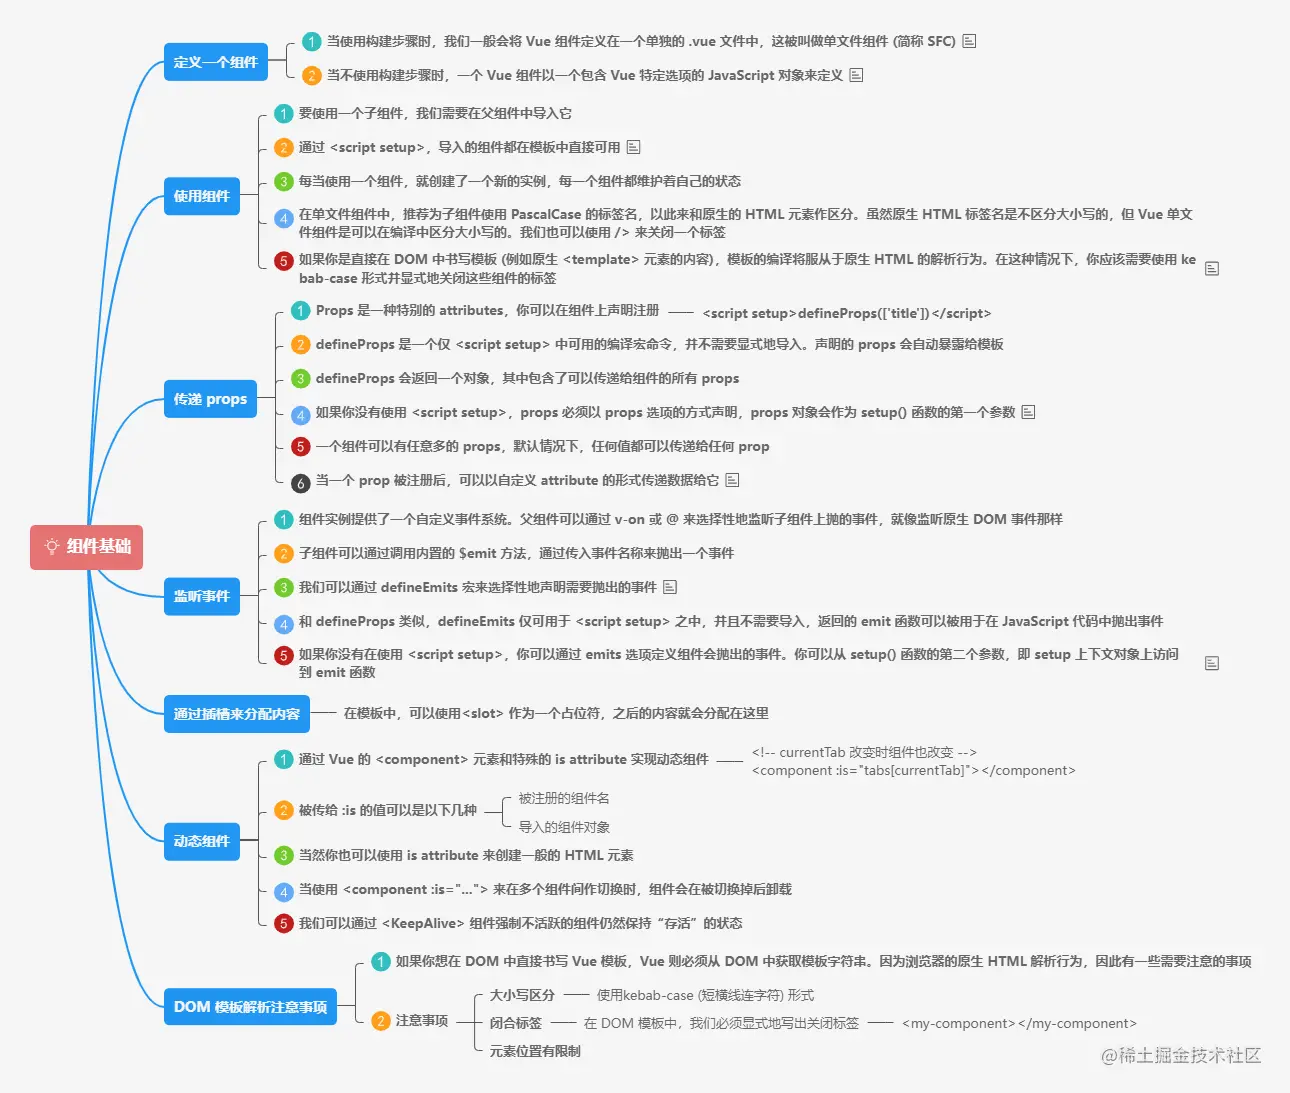 组件基础
定义一个组件
1 当使用构建步骤时，我们一般会将 Vue 组件定义在一个单独的 .vue 文件中，这被叫做单文件组件 (简称 SFC)
2 当不使用构建步骤时，一个 Vue 组件以一个包含 Vue 特定选项的 JavaScript 对象来定义
使用组件
1 要使用一个子组件，我们需要在父组件中导入它
2 通过 <script setup>，导入的组件都在模板中直接可用
3 每当使用一个组件，就创建了一个新的实例，每一个组件都维护着自己的状态
4 在单文件组件中，推荐为子组件使用 PascalCase 的标签名，以此来和原生的 HTML 元素作区分。虽然原生 HTML 标签名是不区分大小写的，但 Vue 单文
件组件是可以在编译中区分大小写的。我们也可以使用 /> 来关闭一个标签
5 如果你是直接在 DOM 中书写模板 (例如原生 <template> 元素的内容)，模板的编译将服从于原生 HTML 的解析行为。在这种情况下，你应该需要使用 ke
bab-case 形式并显式地关闭这些组件的标签
传递 props
1 Props 是一种特别的 attributes，你可以在组件上声明注册
<script setup>defineProps(['title'])</script>
2 defineProps 是一个仅 <script setup> 中可用的编译宏命令，并不需要显式地导入。声明的 props 会自动暴露给模板
3 defineProps 会返回一个对象，其中包含了可以传递给组件的所有 props
4 如果你没有使用 <script setup>，props 必须以 props 选项的方式声明，props 对象会作为 setup() 函数的第一个参数
5 一个组件可以有任意多的 props，默认情况下，任何值都可以传递给任何 prop
6 当一个 prop 被注册后，可以以自定义 attribute 的形式传递数据给它
监听事件
1 组件实例提供了一个自定义事件系统。父组件可以通过 v-on 或 @ 来选择性地监听子组件上抛的事件，就像监听原生 DOM 事件那样
2 子组件可以通过调用内置的 $emit 方法，通过传入事件名称来抛出一个事件
3 我们可以通过 defineEmits 宏来选择性地声明需要抛出的事件
4 和 defineProps 类似，defineEmits 仅可用于 <script setup> 之中，并且不需要导入，返回的 emit 函数可以被用于在 JavaScript 代码中抛出事件
5 如果你没有在使用 <script setup>，你可以通过 emits 选项定义组件会抛出的事件。你可以从 setup() 函数的第二个参数，即 setup 上下文对象上访问
到 emit 函数
通过插槽来分配内容
在模板中，可以使用<slot> 作为一个占位符，之后的内容就会分配在这里
动态组件
1 通过 Vue 的 <component> 元素和特殊的 is attribute 实现动态组件
<!-- currentTab 改变时组件也改变 -->
<component :is="tabs[currentTab]"></component>
2 被传给 :is 的值可以是以下几种
被注册的组件名
导入的组件对象
3 当然你也可以使用 is attribute 来创建一般的 HTML 元素
4 当使用 <component :is="..."> 来在多个组件间作切换时，组件会在被切换掉后卸载
5 我们可以通过 <KeepAlive> 组件强制不活跃的组件仍然保持“存活”的状态
DOM 模板解析注意事项
1 如果你想在 DOM 中直接书写 Vue 模板，Vue 则必须从 DOM 中获取模板字符串。因为浏览器的原生 HTML 解析行为，因此有一些需要注意的事项
2 注意事项
大小写区分
使用kebab-case (短横线连字符) 形式
闭合标签
在 DOM 模板中，我们必须显式地写出关闭标签
<my-component></my-component>
元素位置有限制
@稀土掘金技术社区